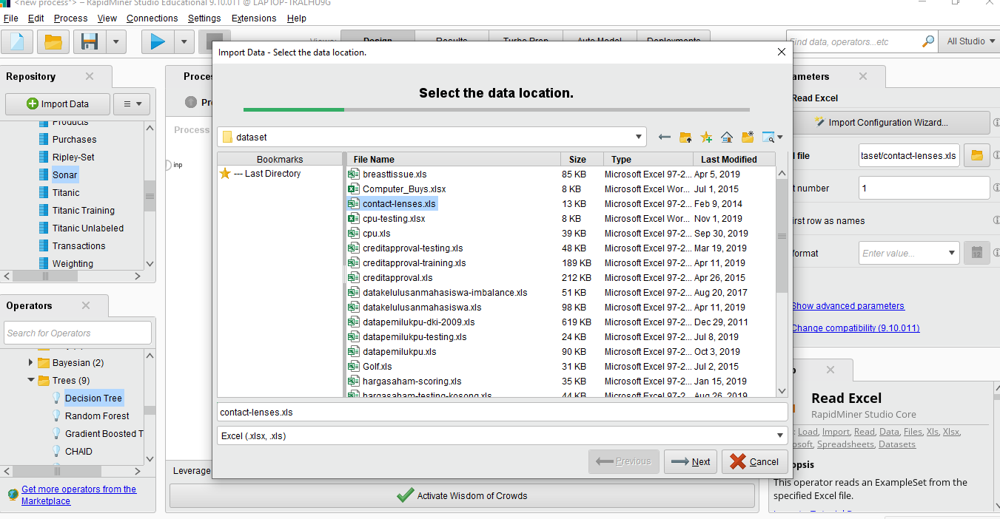 <new process*> – RapidMiner Studio Educational 9.10.011 @ LAPTOP-TRALHU9G
File Edit Process View Connections Settings Extensions Help
Views: Design Results Turbo Prep Auto Model Deployments
Find data, operators...etc
All Studio
Repository
Import Data
Products
Purchases
Ripley-Set
Sonar
Titanic
Titanic Training
Titanic Unlabeled
Transactions
Weighting
Operators
Search for Operators
Bayesian (2)
Trees (9)
Decision Tree
Random Forest
Gradient Boosted T
CHAID
Get more operators from the
Marketplace
Proces
Pr
Process
inp
Leverage
Activate Wisdom of Crowds
Import Data - Select the data location.
Select the data location.
dataset
Bookmarks
--- Last Directory
File Name Size Type Last Modified
breasttissue.xls 85 KB Microsoft Excel 97-2... Apr 5, 2019
Computer_Buys.xlsx 8 KB Microsoft Excel Wor... Jul 1, 2015
contact-lenses.xls 13 KB Microsoft Excel 97-2... Feb 9, 2014
cpu-testing.xlsx 8 KB Microsoft Excel Wor... Nov 1, 2019
cpu.xls 39 KB Microsoft Excel 97-2... Sep 30, 2019
creditapproval-testing.xls 48 KB Microsoft Excel 97-2... Mar 19, 2019
creditapproval-training.xls 189 KB Microsoft Excel 97-2... Apr 11, 2019
creditapproval.xls 212 KB Microsoft Excel 97-2... Apr 26, 2015
datakelulusanmahasiswa-imbalance.xls 51 KB Microsoft Excel 97-2... Aug 20, 2017
datakelulusanmahasiswa.xls 98 KB Microsoft Excel 97-2... Apr 11, 2019
datapemilukpu-dki-2009.xls 619 KB Microsoft Excel 97-2... Dec 29, 2011
datapemilukpu-testing.xls 24 KB Microsoft Excel 97-2... Jul 8, 2019
datapemilukpu.xls 90 KB Microsoft Excel 97-2... Oct 3, 2019
Golf.xls 31 KB Microsoft Excel 97-2... Jul 2, 2015
hargasaham-scoring.xls 35 KB Microsoft Excel 97-2... Jan 15, 2019
hargasaham-testing-kosong.xls 44 KB Microsoft Excel 97-2... Aug 26, 2019
contact-lenses.xls
Excel (.xlsx, .xls)
Previous Next Cancel
ameters
Read Excel
Import Configuration Wizard...
l file taset/contact-lenses.xls
t number 1
irst row as names
format Enter value...
12
Show advanced parameters
Change compatibility (9.10.011)
p
Read Excel
RapidMiner Studio Core
: Load, Import, Read, Data, Files, Xls, Xlsx,
osoft, Spreadsheets, Datasets
opsis
This operator reads an ExampleSet from the
specified Excel file.